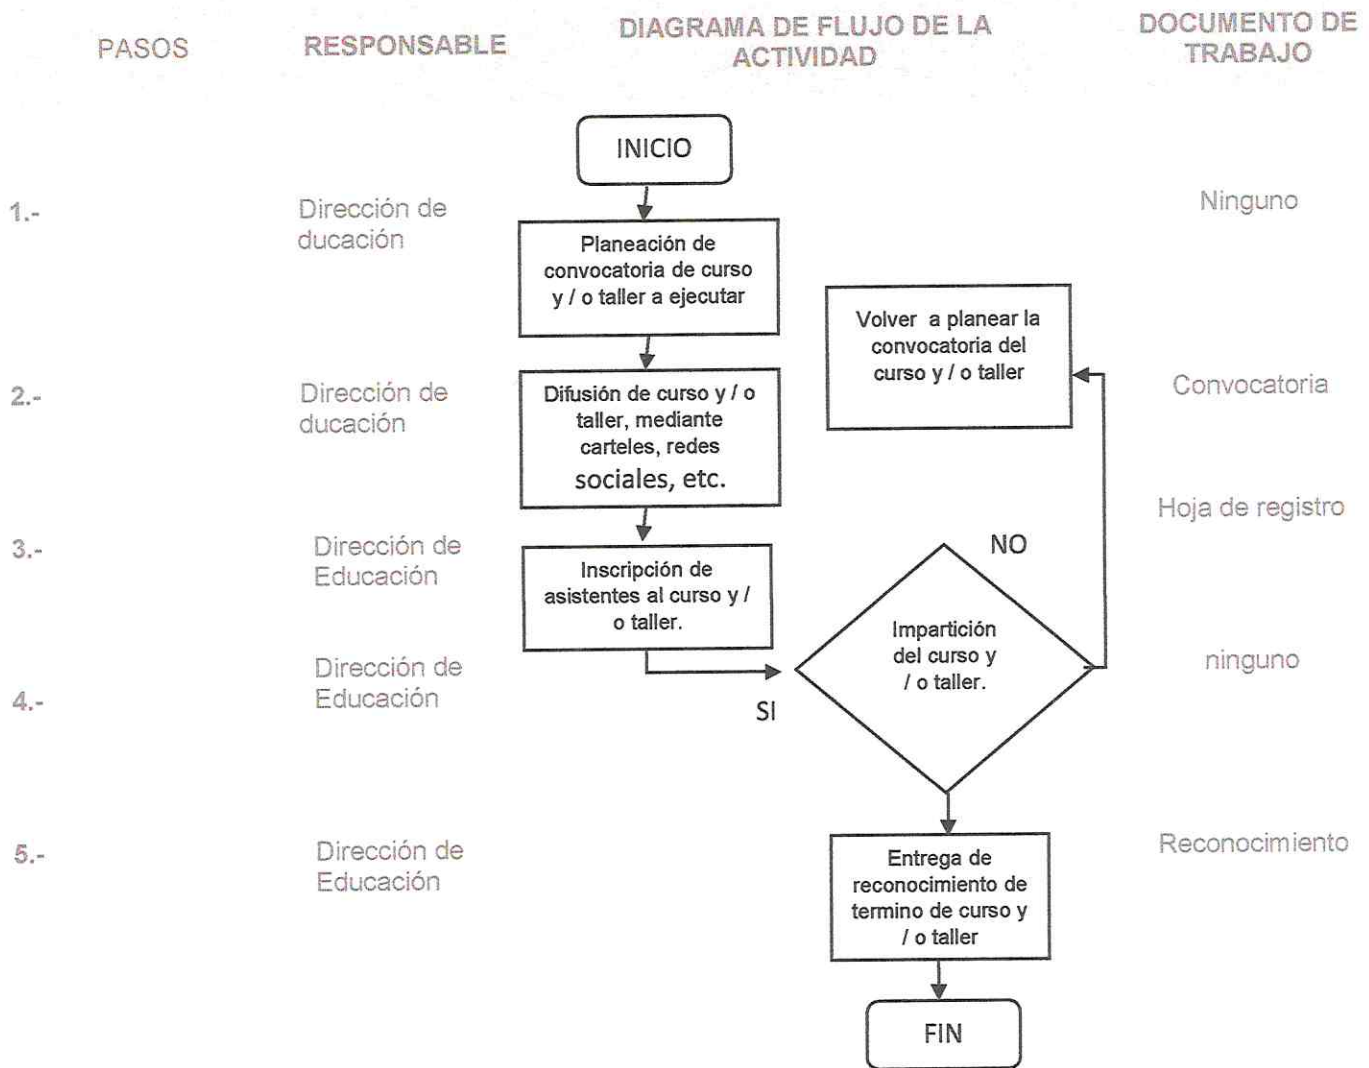 PASOS
RESPONSABLE
DIAGRAMA DE FLUJO DE LA
ACTIVIDAD
DOCUMENTO DE
TRABAJO
INICIO
1.-
Dirección de
ducación
Planeación de
convocatoria de curso
y / o taller a ejecutar
Ninguno
Volver a planear la
convocatoria del
curso y / o taller
2.-
Dirección de
ducación
Difusión de curso y / o
taller, mediante
carteles, redes
sociales, etc.
Convocatoria
Hoja de registro
3.-
Dirección de
Educación
Inscripción de
asistentes al curso y /
o taller.
NO
Impartición
del curso y
/ o taller.
4.-
Dirección de
Educación
SI
ninguno
5.-
Dirección de
Educación
Entrega de
reconocimiento de
termino de curso y
/ o taller
Reconocimiento
FIN